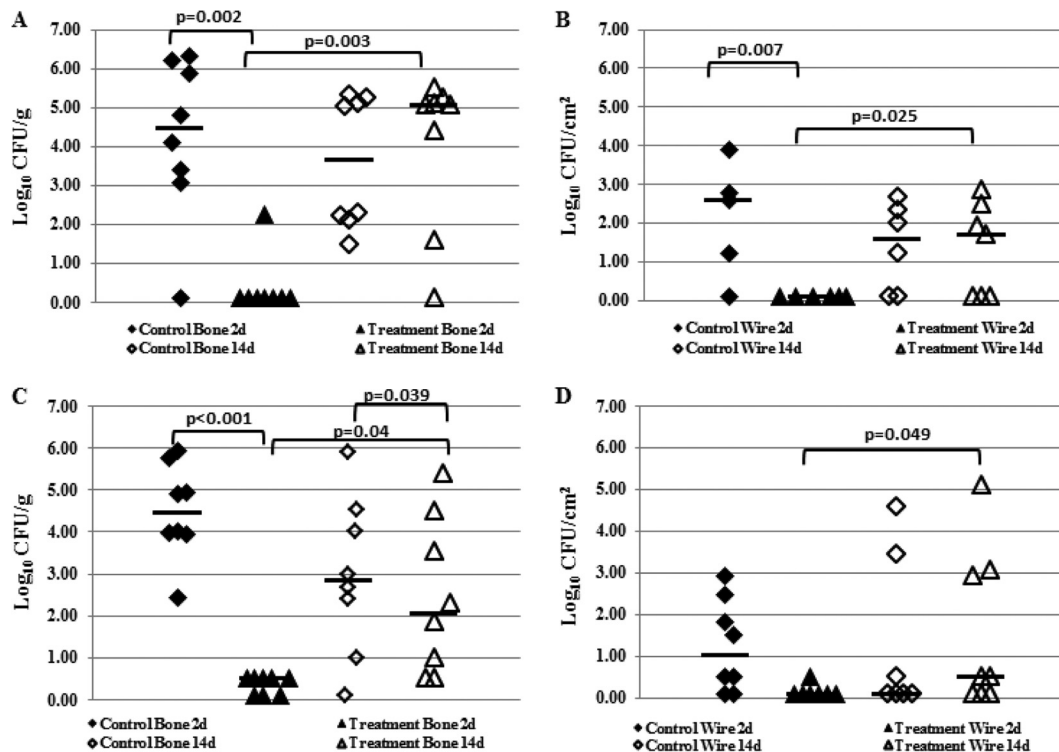 A
p=0.002
p=0.003
Log10 CFU/g
7.00
6.00
5.00
4.00
3.00
2.00
1.00
0.00
◆Control Bone 2d
▲Treatment Bone 2d
◇Control Bone 14d
△Treatment Bone 14d
B
p=0.007
p=0.025
Log10 CFU/cm²
7.00
6.00
5.00
4.00
3.00
2.00
1.00
0.00
◆Control Wire 2d
▲Treatment Wire 2d
◇Control Wire 14d
△Treatment Wire 14d
C
p=0.039
p<0.001
p=0.04
Log10 CFU/g
7.00
6.00
5.00
4.00
3.00
2.00
1.00
0.00
◆Control Bone 2d
▲Treatment Bone 2d
◇Control Bone 14d
△Treatment Bone 14d
D
p=0.049
Log10 CFU/cm²
7.00
6.00
5.00
4.00
3.00
2.00
1.00
0.00
◆Control Wire 2d
▲Treatment Wire 2d
◇Control Wire 14d
△Treatment Wire 14d